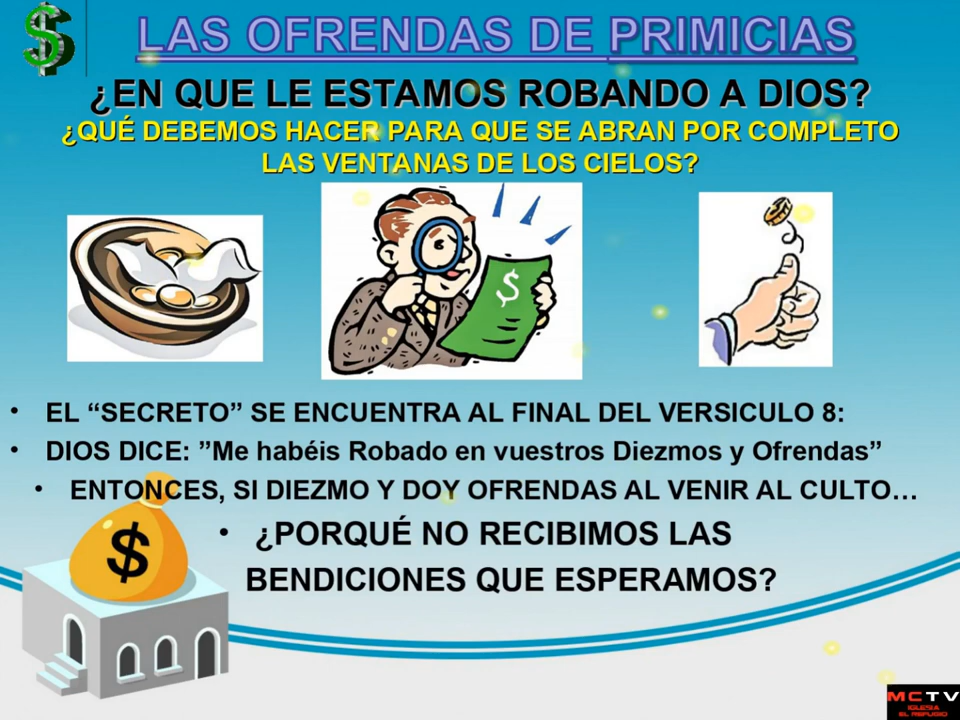 LAS OFRENDAS DE PRIMICIAS
¿EN QUE LE ESTAMOS ROBANDO A DIOS?
¿QUÉ DEBEMOS HACER PARA QUE SE ABRAN POR COMPLETO
LAS VENTANAS DE LOS CIELOS?
$
$
• EL “SECRETO” SE ENCUENTRA AL FINAL DEL VERSICULO 8:
• DIOS DICE: ”Me habéis Robado en vuestros Diezmos y Ofrendas”
• ENTONCES, SI DIEZMO Y DOY OFRENDAS AL VENIR AL CULTO…
• ¿PORQUÉ NO RECIBIMOS LAS
BENDICIONES QUE ESPERAMOS?
$
MCTV
IGLESIA
EL REFUGIO